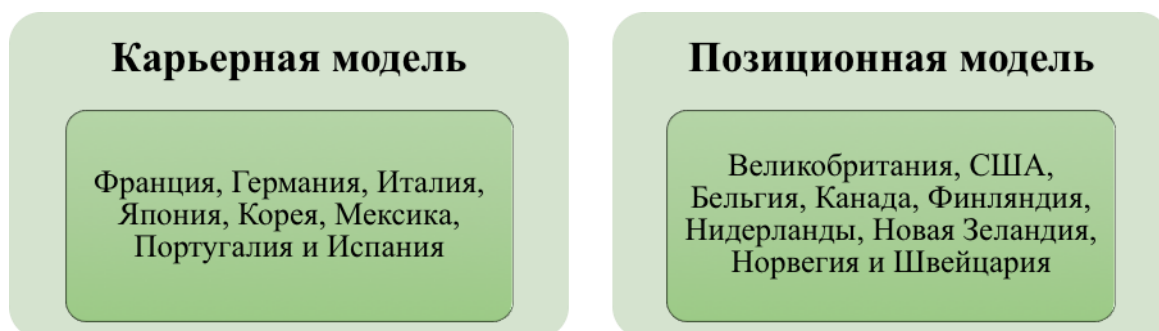 Карьерная модель
Франция, Германия, Италия,
Япония, Корея, Мексика,
Португалия и Испания
Позиционная модель
Великобритания, США,
Бельгия, Канада, Финляндия,
Нидерланды, Новая Зеландия,
Норвегия и Швейцария